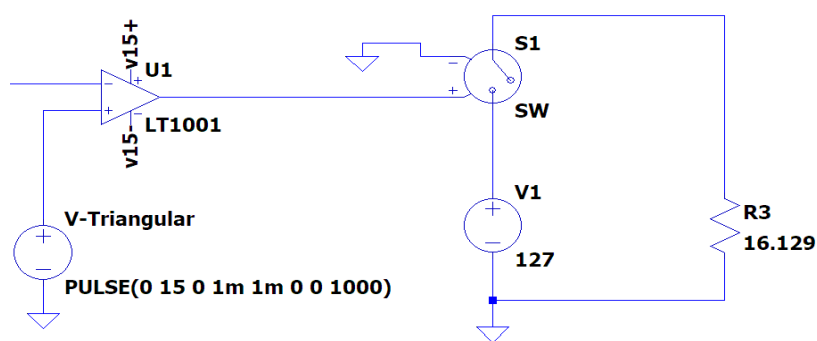 v15+
U1
LT1001
v15-
V-Triangular
PULSE(0 15 0 1m 1m 0 0 1000)
S1
SW
V1
127
R3
16.129